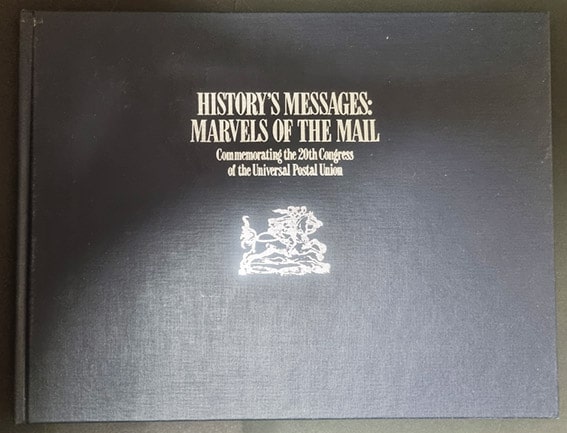 HISTORY'S MESSAGES:
MARVELS OF THE MAIL
Commemorating the 20th Congress
of the Universal Postal Union